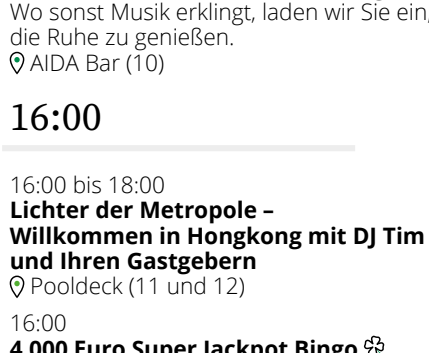 Wo sonst Musik erklingt, laden wir Sie ein,
die Ruhe zu genießen.
AIDA Bar (10)
16:00
16:00 bis 18:00
Lichter der Metropole –
Willkommen in Hongkong mit DJ Tim
und Ihren Gastgebern
Pooldeck (11 und 12)
16:00
4.000 Euro Super Jackpot Bingo